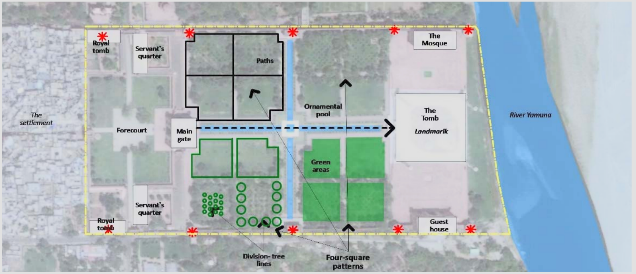 Royal
tomb
Servant's
quarter
Paths
The
Mosque
The
settlement
Forecourt
Main
gate
Ornamental
pool
The
tomb
Landmark
River Yamuna
Green
areas
Royal
tomb
Servant's
quarter
Guest
house
Division- tree
lines
Four-square
patterns